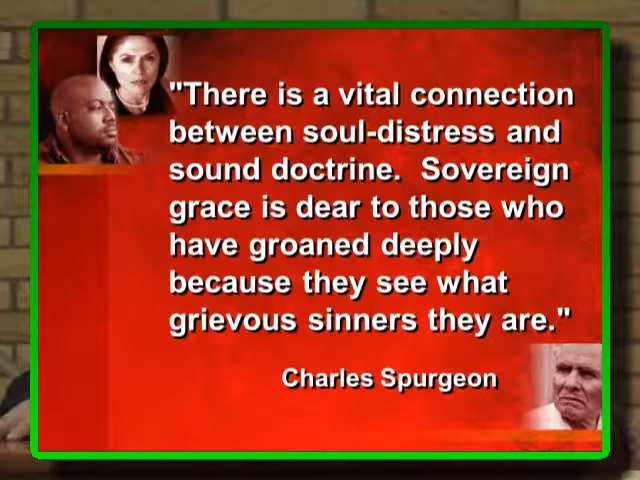 "There is a vital connection
between soul-distress and
sound doctrine.  Sovereign
grace is dear to those who
have groaned deeply
because they see what
grievous sinners they are."
Charles Spurgeon